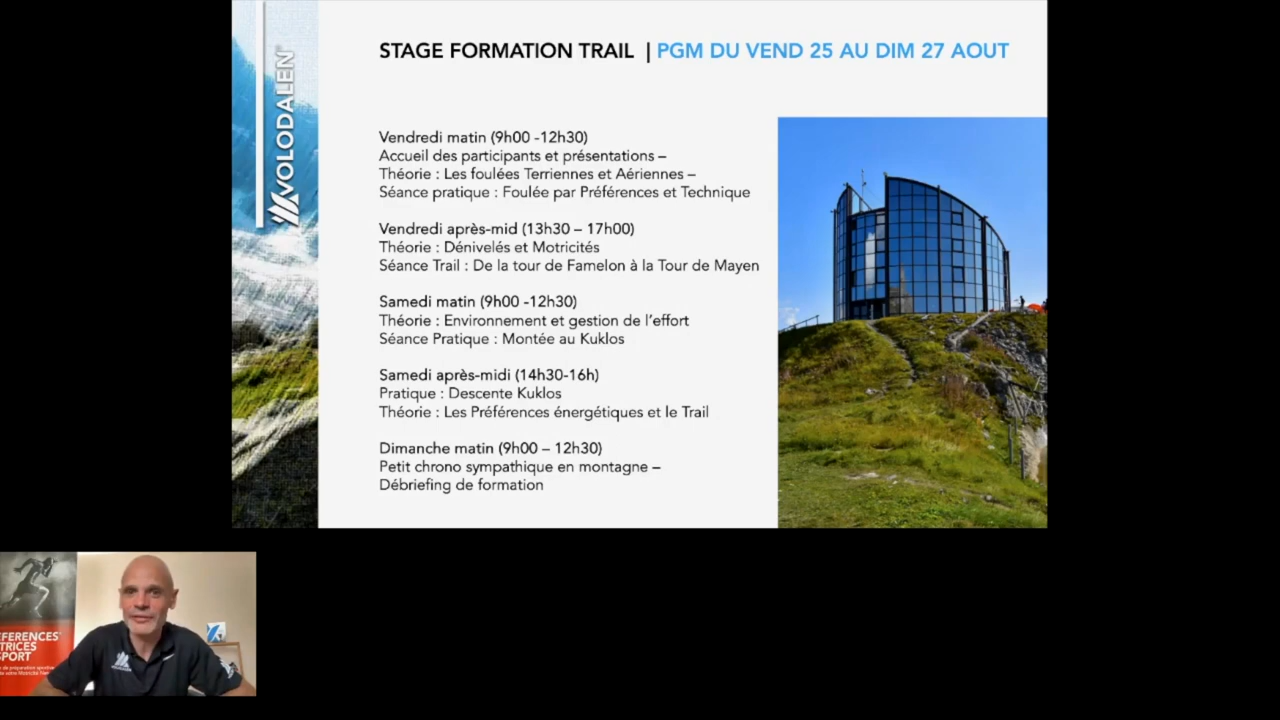 VOLODALEN
STAGE FORMATION TRAIL | PGM DU VEND 25 AU DIM 27 AOUT
Vendredi matin (9h00 -12h30)
Accueil des participants et présentations –
Théorie : Les foulées Terriennes et Aériennes –
Séance pratique : Foulée par Préférences et Technique
Vendredi après-mid (13h30 – 17h00)
Théorie : Dénivelés et Motricités
Séance Trail : De la tour de Famelon à la Tour de Mayen
Samedi matin (9h00 -12h30)
Théorie : Environnement et gestion de l'effort
Séance Pratique : Montée au Kuklos
Samedi après-midi (14h30-16h)
Pratique : Descente Kuklos
Théorie : Les Préférences énergétiques et le Trail
Dimanche matin (9h00 – 12h30)
Petit chrono sympathique en montagne –
Débriefing de formation
FERENCES
TRICES
SPORT